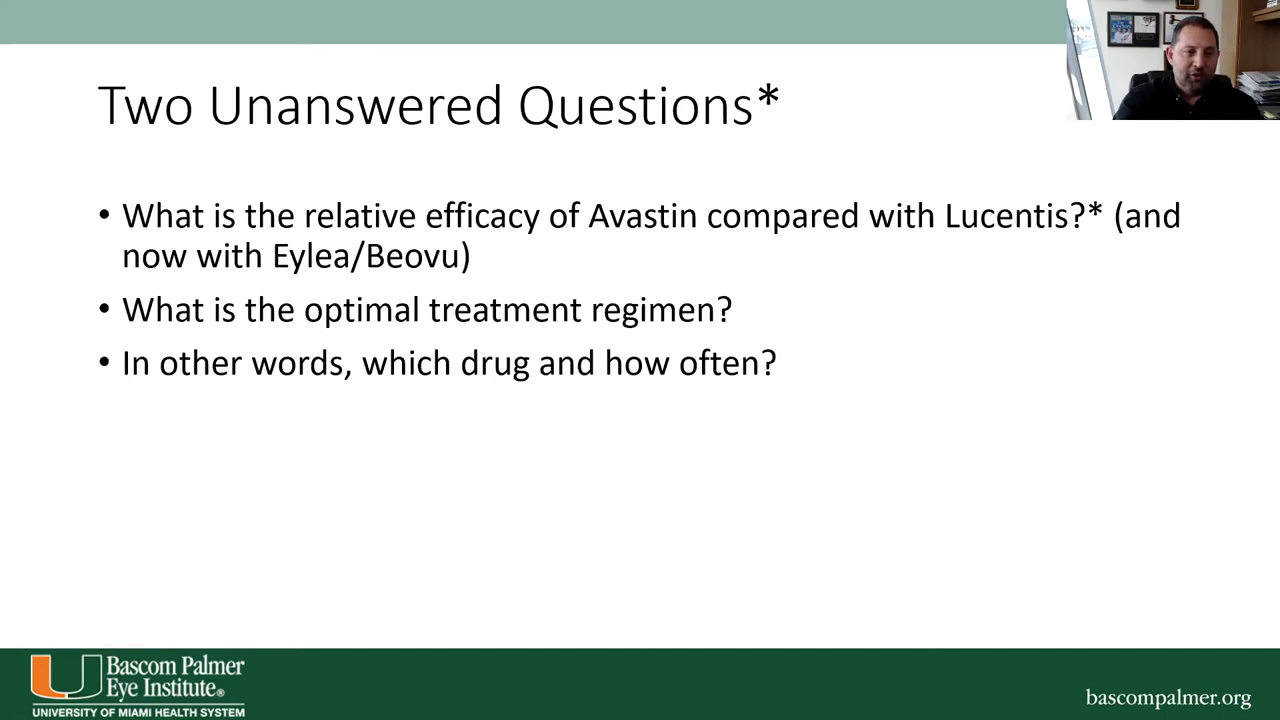 Two Unanswered Questions*
• What is the relative efficacy of Avastin compared with Lucentis?* (and
now with Eylea/Beovu)
• What is the optimal treatment regimen?
• In other words, which drug and how often?
Bascom Palmer
Eye Institute®
UNIVERSITY OF MIAMI HEALTH SYSTEM
bascompalmer.org